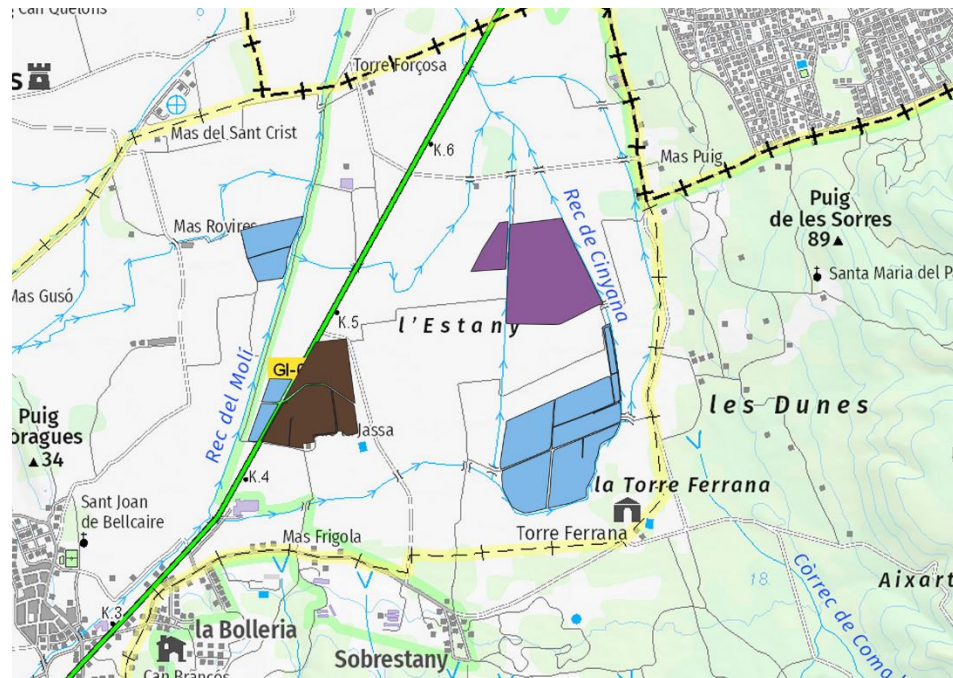 Can Quelons
s
Torre Forçosa
Mas del Sant Crist
K.6
Mas Puig
Rec de Cinyana
Puig
de les Sorres
89
Mas Rovires
Santa Maria del P
Mas Gusó
K.5
l'Estany
GI-6
Rec del Molí
les Dunes
Puig
oragues
34
Jassa
K.4
la Torre Ferrana
Sant Joan
de Bellcaire
Mas Frigola
Torre Ferrana
18
Còrrec de Coma
Aixart
K.3
la Bolleria
Sobrestany
Can Brancós